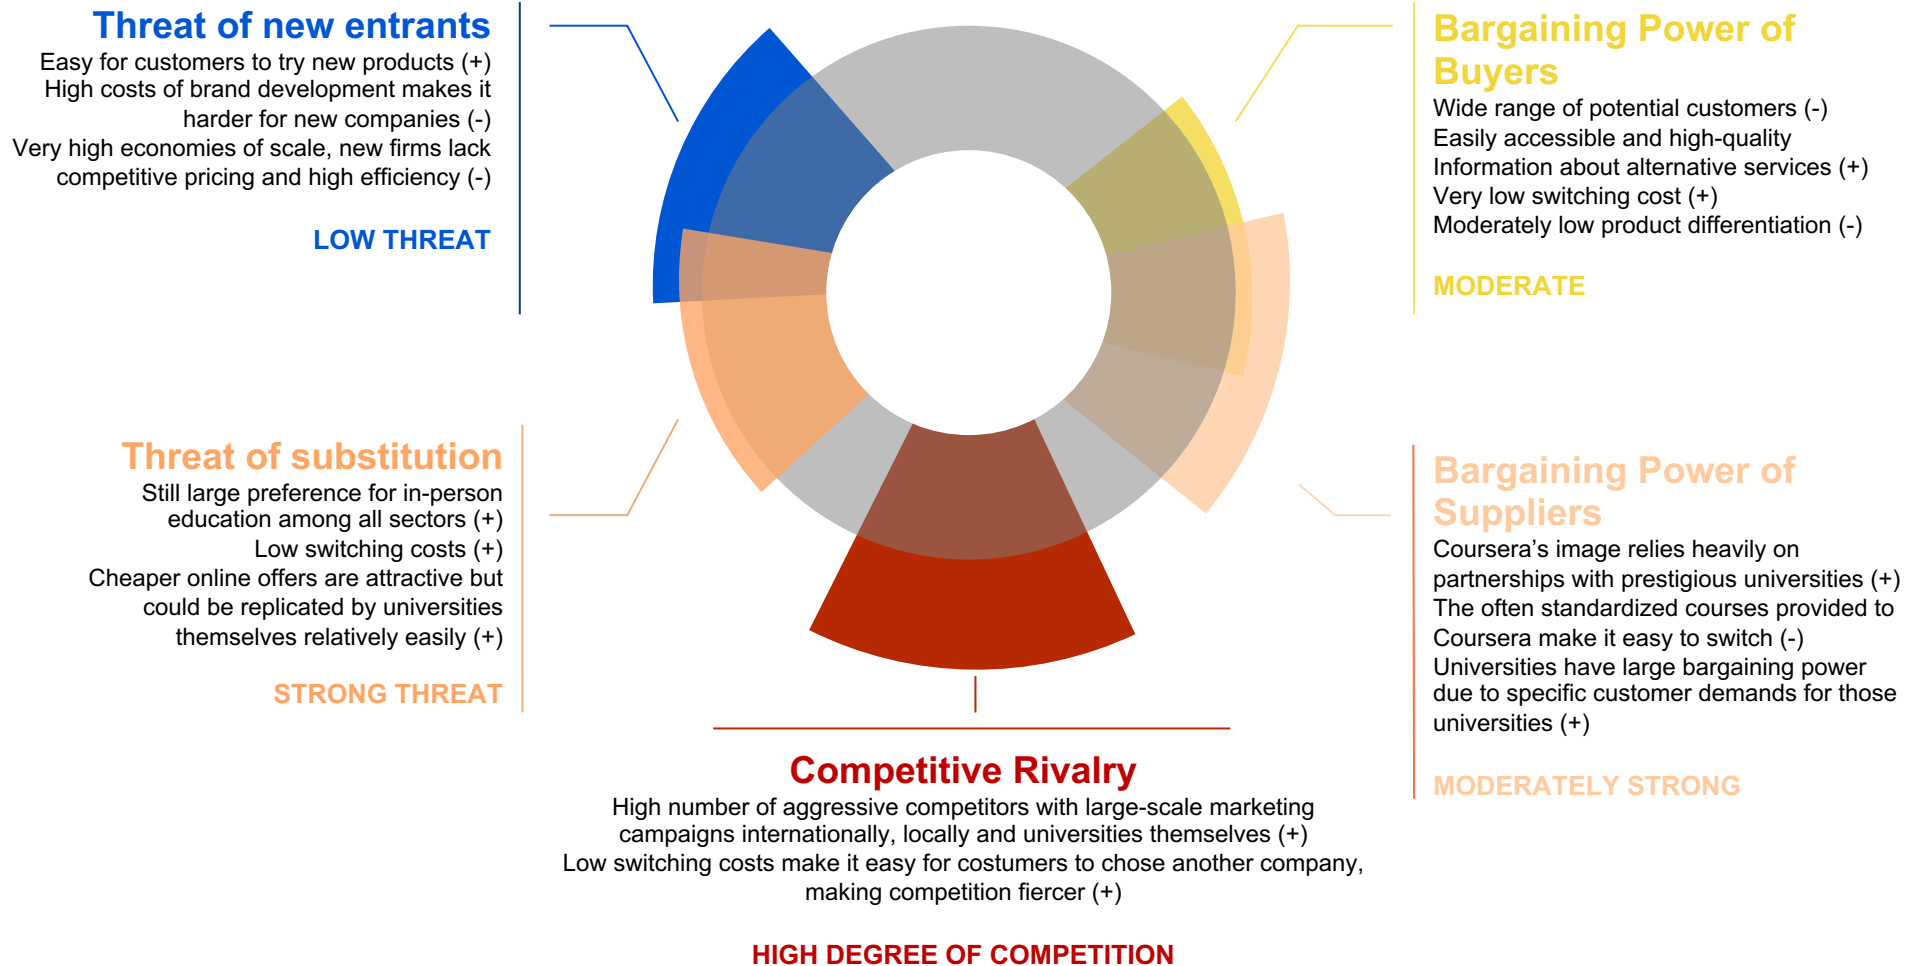 Threat of new entrants
Easy for customers to try new products (+)
High costs of brand development makes it
harder for new companies (-)
Very high economies of scale, new firms lack
competitive pricing and high efficiency (-)
LOW THREAT
Bargaining Power of
Buyers
Wide range of potential customers (-)
Easily accessible and high-quality
Information about alternative services (+)
Very low switching cost (+)
Moderately low product differentiation (-)
MODERATE
Threat of substitution
Still large preference for in-person
education among all sectors (+)
Low switching costs (+)
Cheaper online offers are attractive but
could be replicated by universities
themselves relatively easily (+)
STRONG THREAT
Bargaining Power of
Suppliers
Coursera’s image relies heavily on
partnerships with prestigious universities (+)
The often standardized courses provided to
Coursera make it easy to switch (-)
Universities have large bargaining power
due to specific customer demands for those
universities (+)
MODERATELY STRONG
Competitive Rivalry
High number of aggressive competitors with large-scale marketing
campaigns internationally, locally and universities themselves (+)
Low switching costs make it easy for costumers to chose another company,
making competition fiercer (+)
HIGH DEGREE OF COMPETITION